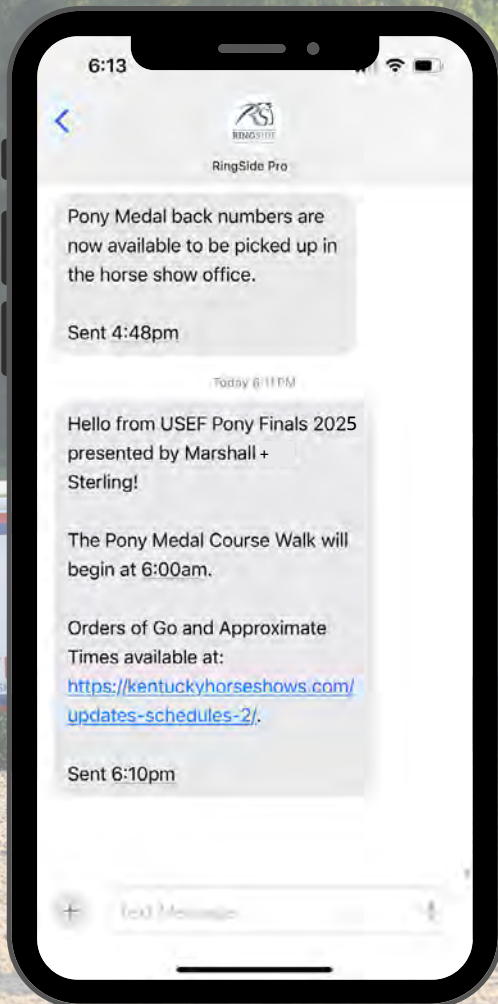 6:13
RINGSIDE
RingSide Pro
Pony Medal back numbers are
now available to be picked up in
the horse show office.
Sent 4:48pm
Today 6:11 PM
Hello from USEF Pony Finals 2025
presented by Marshall +
Sterling!
The Pony Medal Course Walk will
begin at 6:00am.
Orders of Go and Approximate
Times available at:
https://kentuckyhorseshows.com/
updates-schedules-2/.
Sent 6:10pm
Text Message